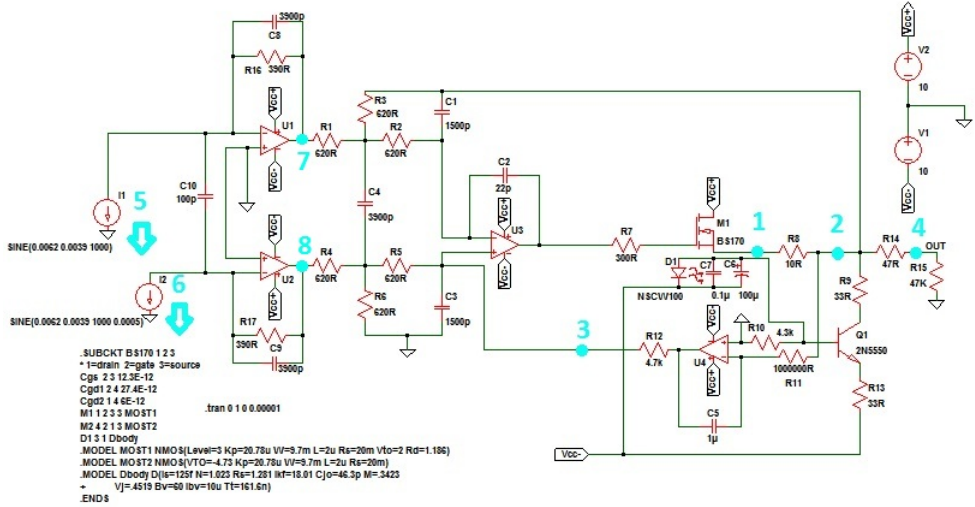 3900p
C8
R16 390R
Vcc+
U1
Vcc-
7
R1
620R
R3
620R
R2
620R
C1
1500p
Vcc+
V2
10
V1
10
Vcc-
C10
100p
5
I1
SINE(0.0062 0.0039 1000)
6
I2
SINE(0.0062 0.0039 1000 0.0005)
Vcc-
8
U2
Vcc+
R4
620R
C4
3900p
R5
620R
R6
620R
C3
1500p
R17
390R
C9
3900p
C2
22p
Vcc+
U3
Vcc-
R7
300R
Vcc+
M1
BS170
1
R8
10R
2
R14
47R
4
OUT
R15
47K
D1
NSCW100
C7
0.1µ
C6
100µ
R9
33R
Q1
2N5550
R13
33R
3
R12
4.7k
Vcc-
U4
Vcc+
R10
4.3k
1000000R
R11
C5
1µ
Vcc-
.SUBCKT BS170 1 2 3
* 1=drain 2=gate 3=source
Cgs 2 3 12.3E-12
Cgd1 2 4 27.4E-12
Cgd2 1 4 6E-12
M1 1 2 3 3 MOST1
M2 4 2 1 3 MOST2
D1 3 1 Dbody
.MODEL MOST1 NMOS(Level=3 Kp=20.78u W=9.7m L=2u Rs=20m Vto=2 Rd=1.186)
.MODEL MOST2 NMOS(VTO=-4.73 Kp=20.78u W=9.7m L=2u Rs=20m)
.MODEL Dbody D(Is=125f N=1.023 Rs=1.281 Ikf=18.01 Cjo=46.3p M=.3423
+ Vj=.4519 Bv=60 Ibv=10u Tt=161.6n)
.ENDS
.tran 0 1 0 0.00001